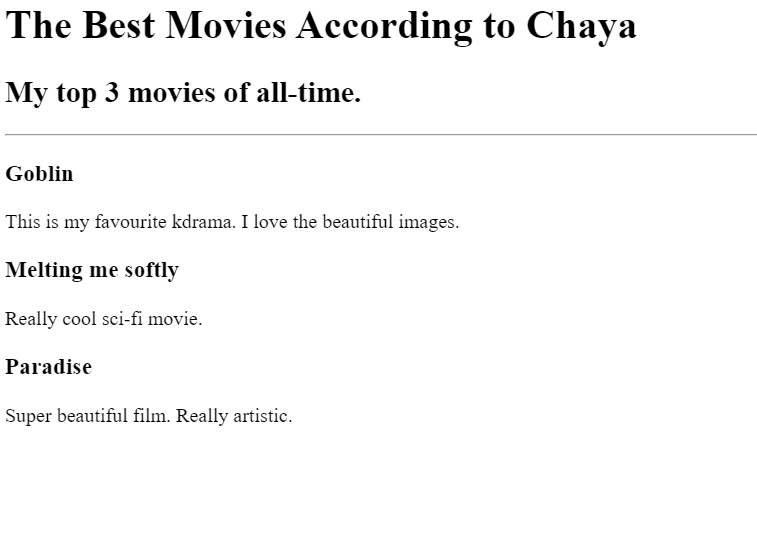 The Best Movies According to Chaya
My top 3 movies of all-time.
Goblin
This is my favourite kdrama. I love the beautiful images.
Melting me softly
Really cool sci-fi movie.
Paradise
Super beautiful film. Really artistic.